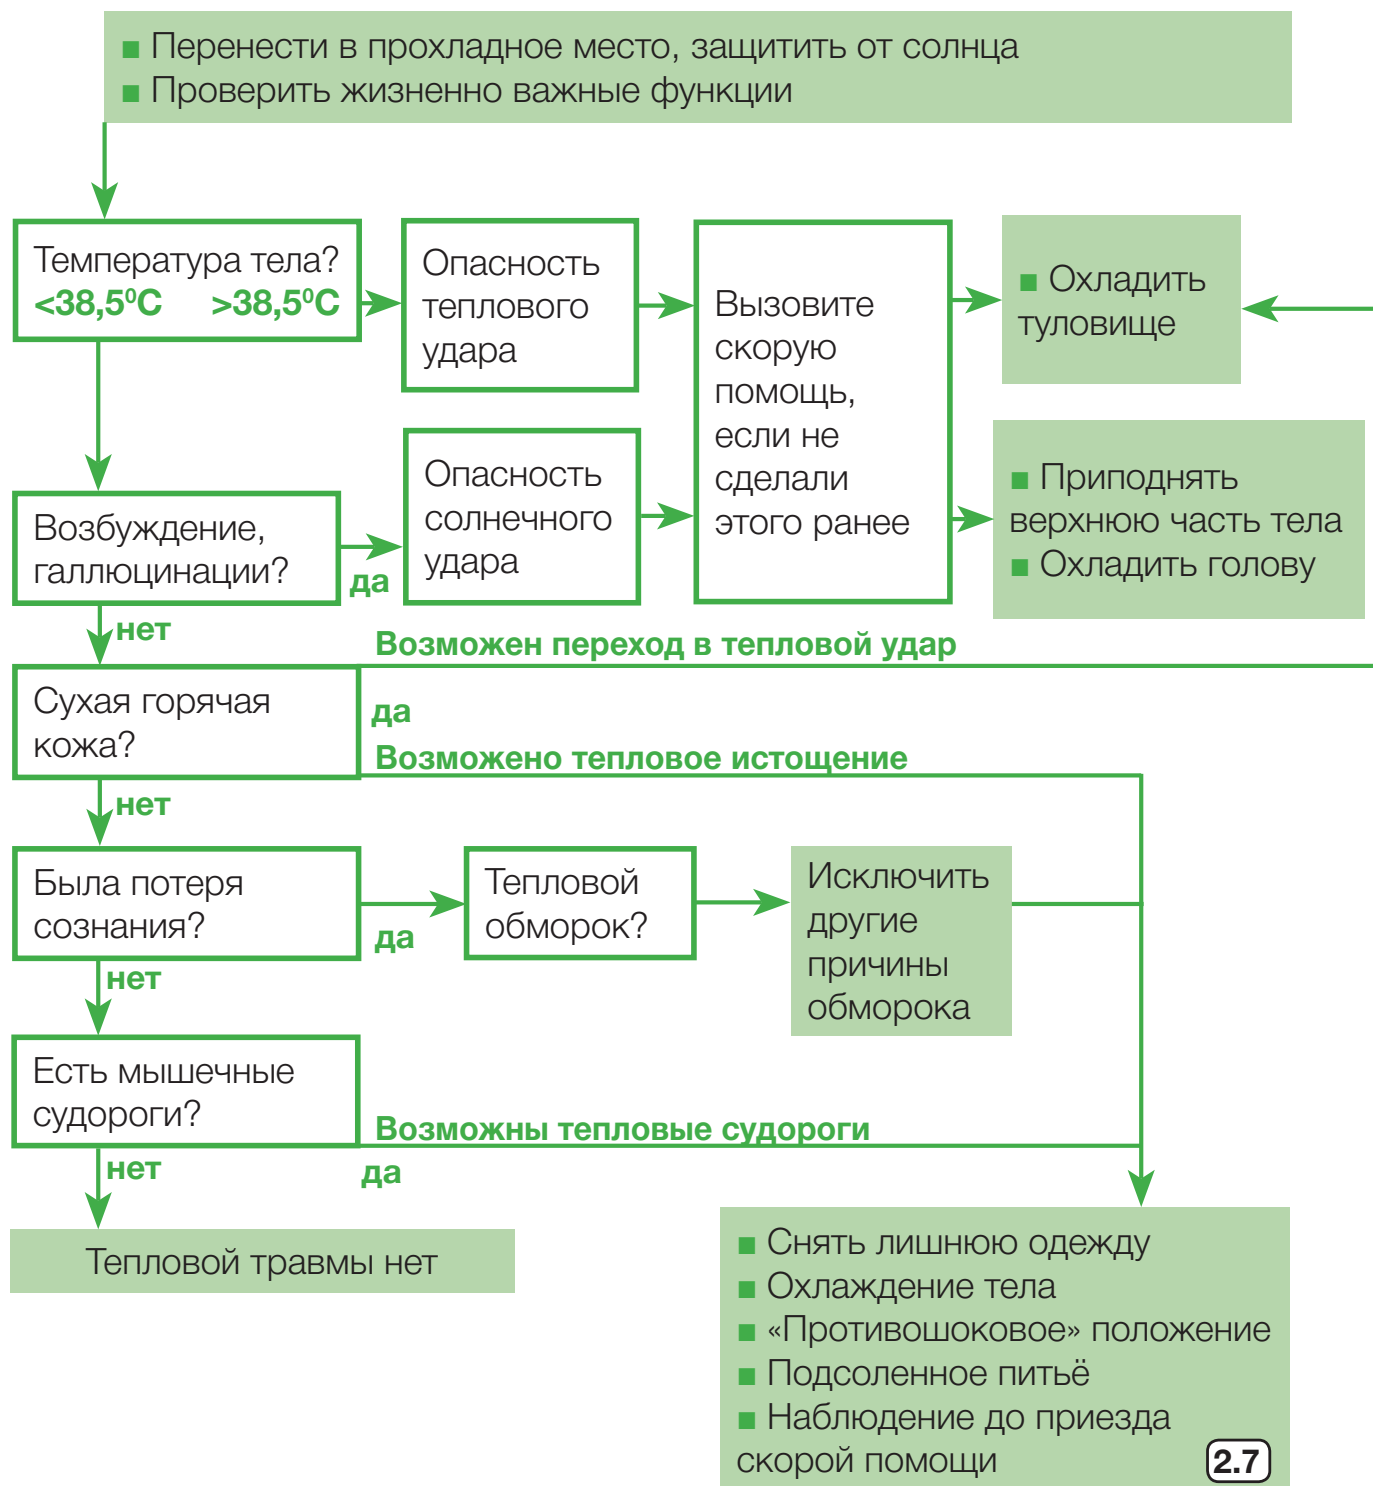 ■ Перенести в прохладное место, защитить от солнца
■ Проверить жизненно важные функции
Температура тела?
<38,5⁰C >38,5⁰C
Опасность
теплового
удара
Вызовите
скорую
помощь,
если не
сделали
этого ранее
■ Охладить
туловище
Возбуждение,
галлюцинации?
да
Опасность
солнечного
удара
■ Приподнять
верхнюю часть тела
■ Охладить голову
нет
Возможен переход в тепловой удар
Сухая горячая
кожа?
да
Возможено тепловое истощение
нет
Была потеря
сознания?
да
Тепловой
обморок?
Исключить
другие
причины
обморока
нет
Есть мышечные
судороги?
Возможны тепловые судороги
да
нет
Тепловой травмы нет
■ Снять лишнюю одежду
■ Охлаждение тела
■ «Противошоковое» положение
■ Подсоленное питьё
■ Наблюдение до приезда
скорой помощи
2.7